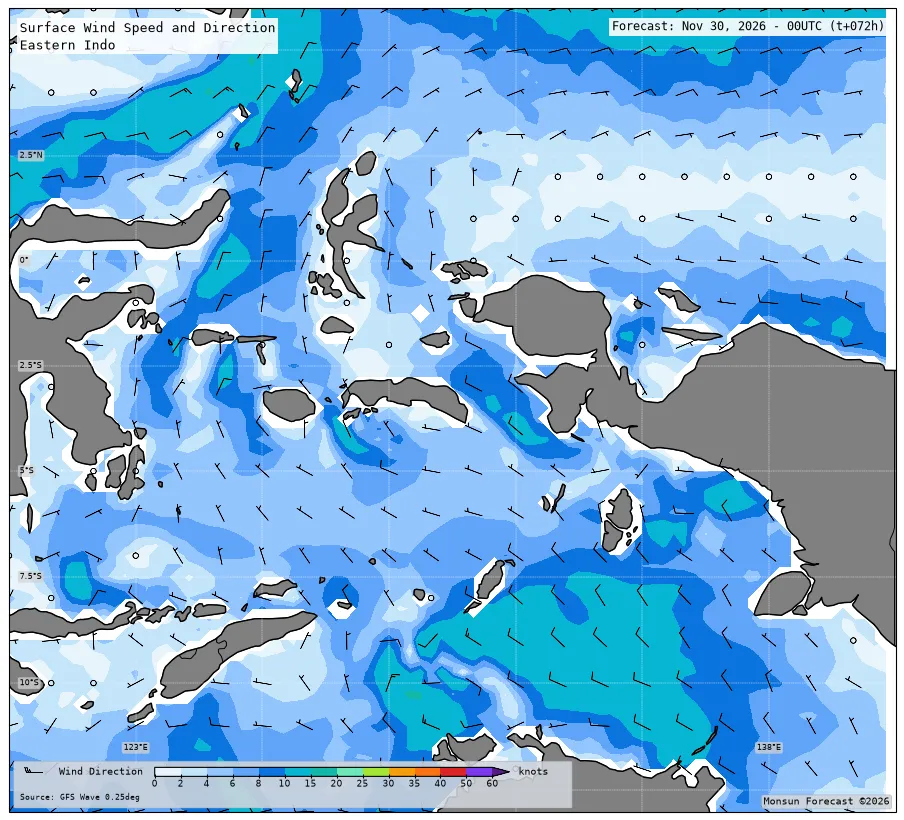 Surface Wind Speed and Direction
Eastern Indo
Forecast: Nov 30, 2026 - 00UTC (t+072h)
2.5°N
0°
2.5°S
5°S
7.5°S
10°S
123°E
138°E
Wind Direction
knots
0 2 4 6 8 10 15 20 25 30 35 40 50 60
Source: GFS Wave 0.25deg
Monsun Forecast ©2026